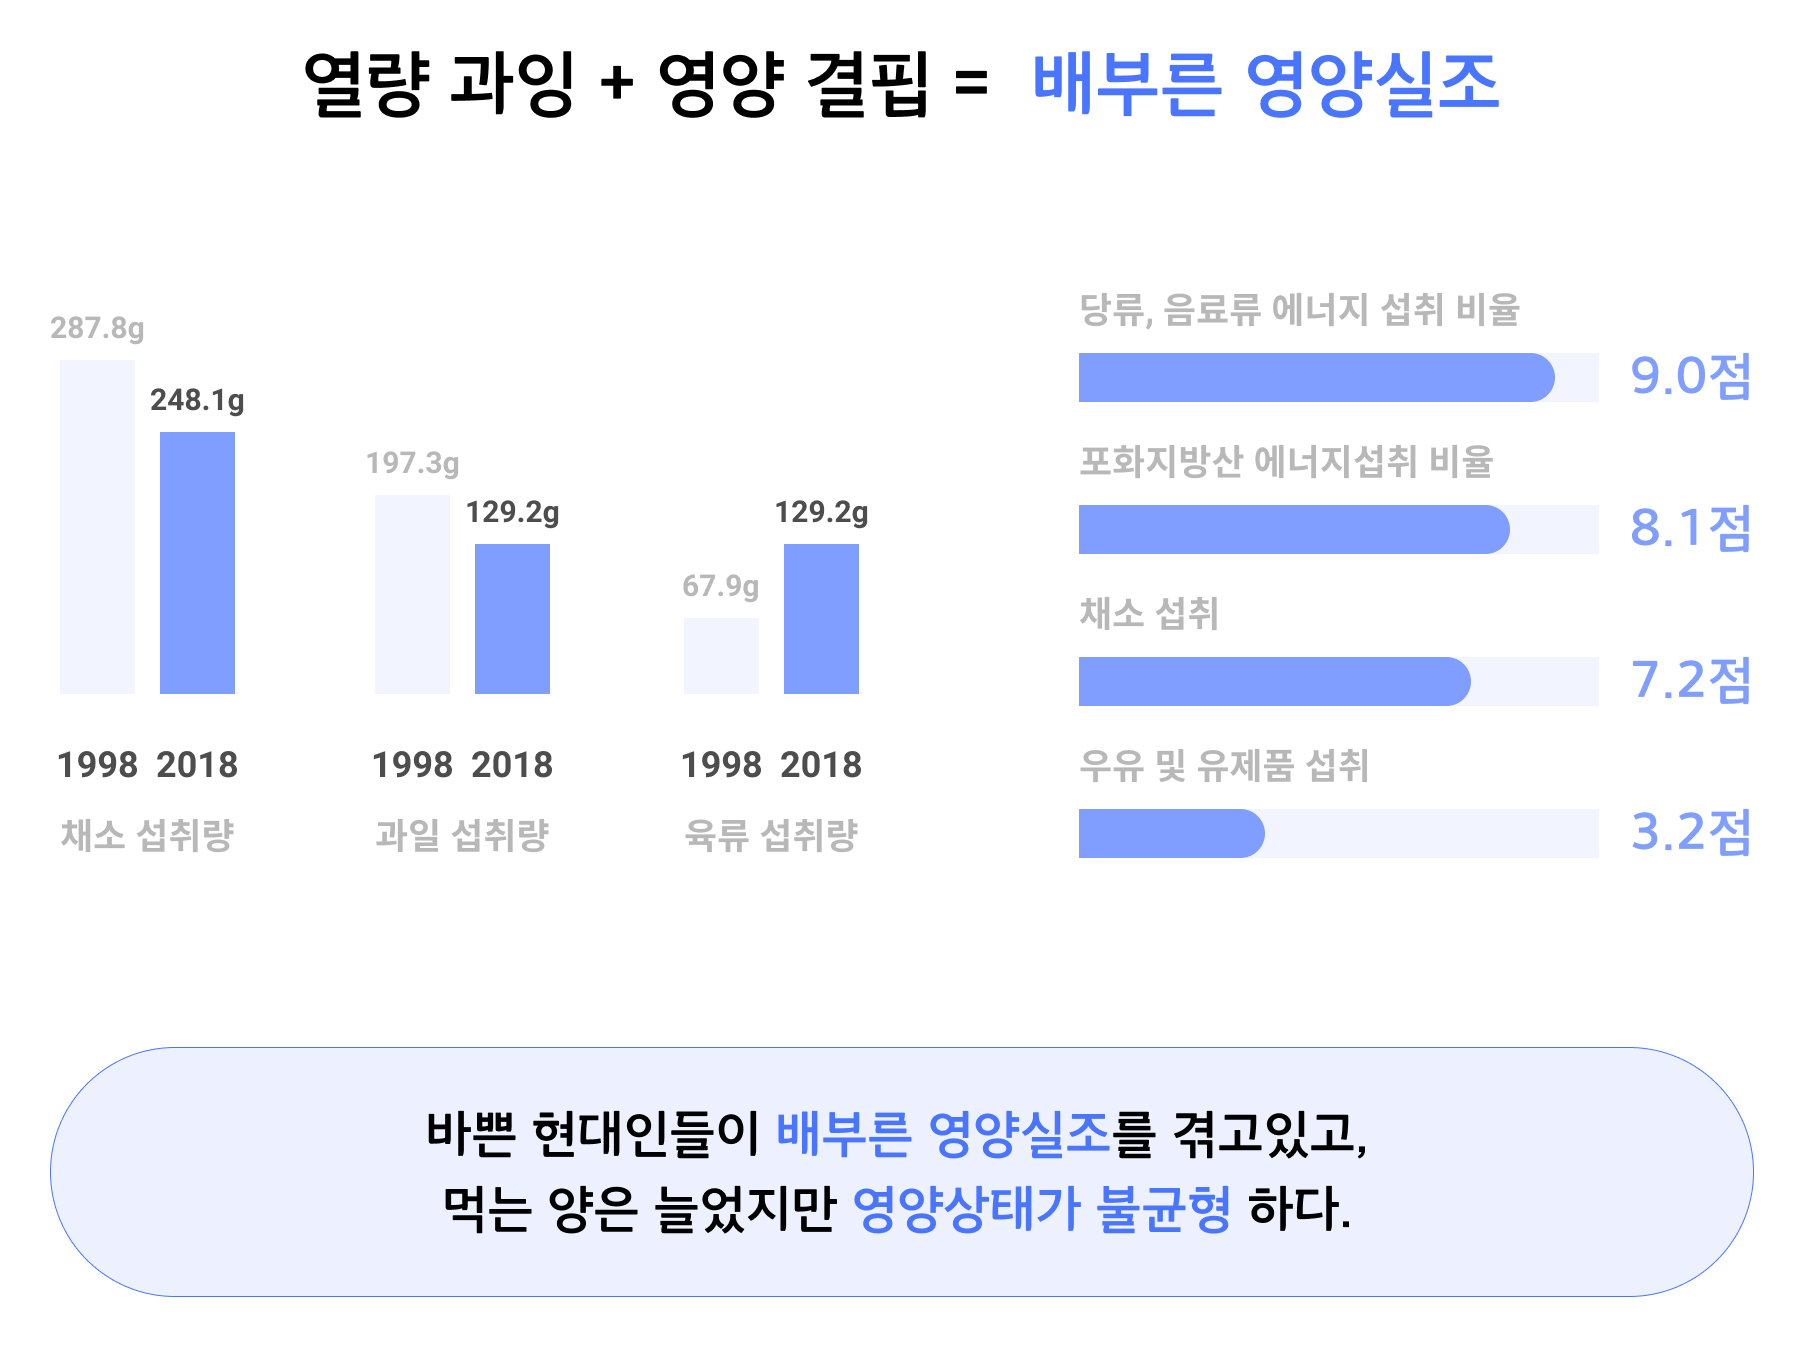 열량 과잉 + 영양 결핍 = 배부른 영양실조
287.8g
248.1g
1998 2018
채소 섭취량
197.3g
129.2g
1998 2018
과일 섭취량
67.9g
129.2g
1998 2018
육류 섭취량
당류, 음료류 에너지 섭취 비율
9.0점
포화지방산 에너지섭취 비율
8.1점
채소 섭취
7.2점
우유 및 유제품 섭취
3.2점
바쁜 현대인들이 배부른 영양실조를 겪고있고,
먹는 양은 늘었지만 영양상태가 불균형 하다.